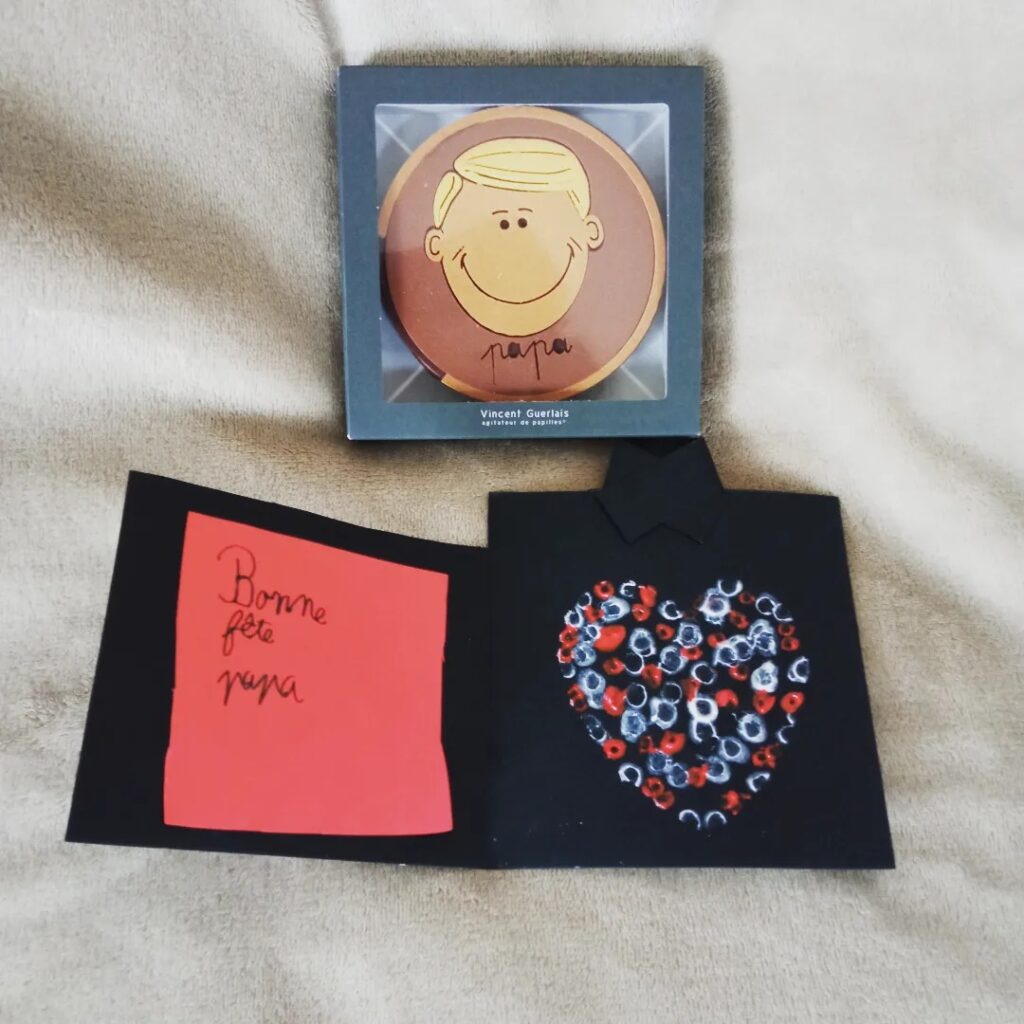 papa
Vincent Guerlais
agitateur de papilles®
Bonne
fête
papa